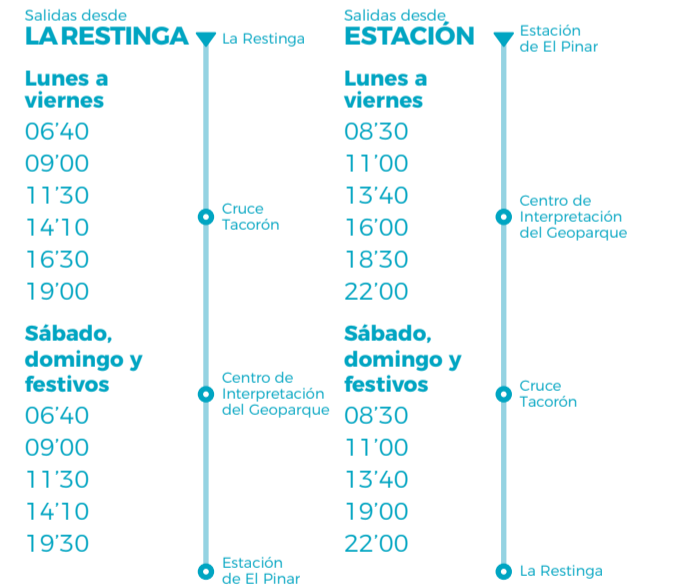 Salidas desde
LA RESTINGA
Lunes a
viernes
06'40
09'00
11'30
14'10
16'30
19'00
Sábado,
domingo y
festivos
06'40
09'00
11'30
14'10
19'30
La Restinga
Cruce
Tacorón
Centro de
Interpretación
del Geoparque
Estación
de El Pinar
Salidas desde
ESTACIÓN
Lunes a
viernes
08'30
11'00
13'40
16'00
18'30
22'00
Sábado,
domingo y
festivos
08'30
11'00
13'40
19'00
22'00
Estación
de El Pinar
Centro de
Interpretación
del Geoparque
Cruce
Tacorón
La Restinga